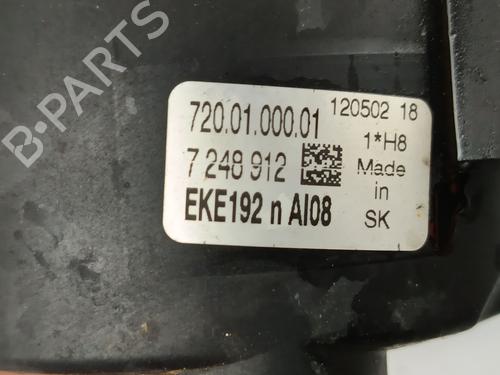 720.01.000.01
120502 18
1*H8
7 248 912
Made
in
EKE192 n AI08
SK
B-PARTS